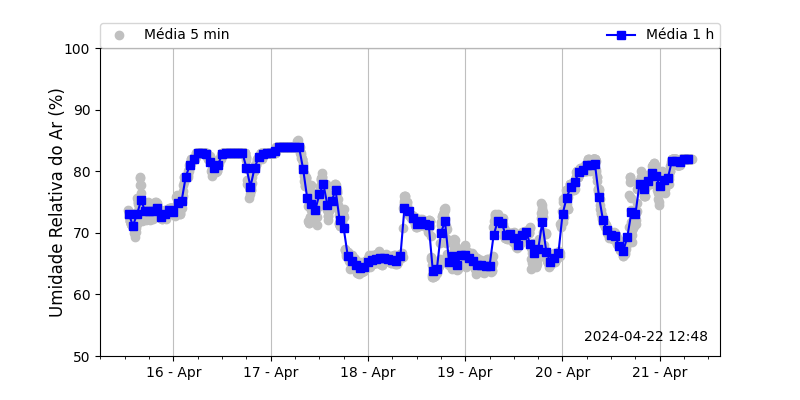 Média 5 min
Média 1 h
100
90
80
70
60
50
Umidade Relativa do Ar (%)
2024-04-22 12:48
16 - Apr
17 - Apr
18 - Apr
19 - Apr
20 - Apr
21 - Apr